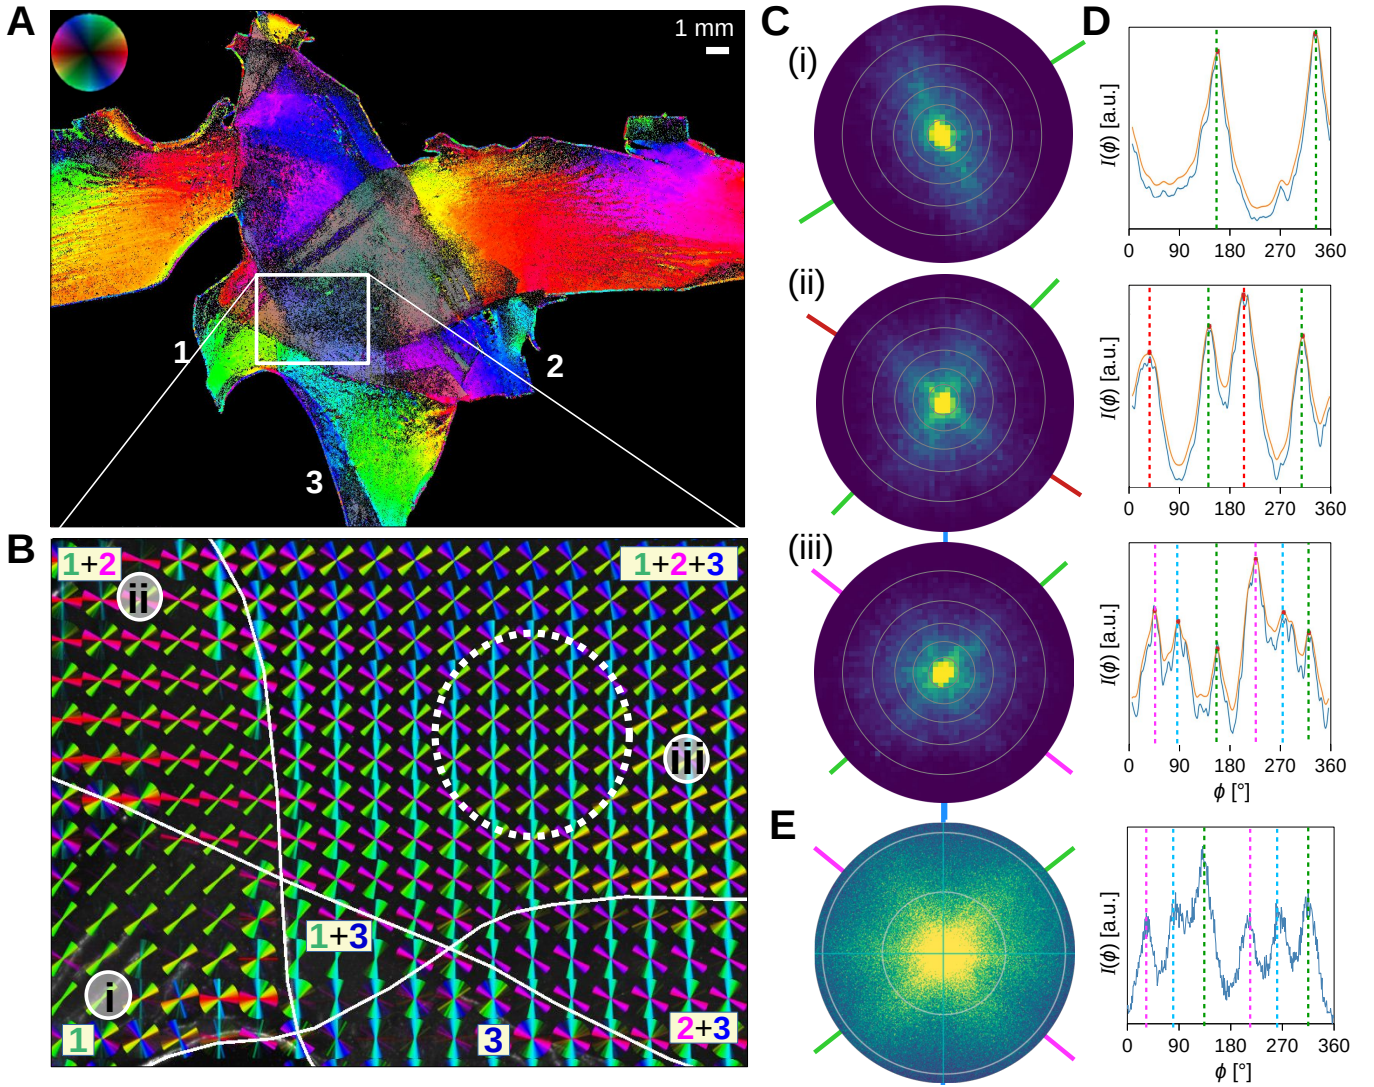 A
1 mm
1
2
3
B
1+2
ii
1+2+3
iii
1+3
i
1
3
2+3
C
(i)
(ii)
(iii)
D
I(ϕ) [a.u.]
0 90 180 270 360
I(ϕ) [a.u.]
0 90 180 270 360
I(ϕ) [a.u.]
0 90 180 270 360
ϕ [°]
E
I(ϕ) [a.u.]
0 90 180 270 360
ϕ [°]